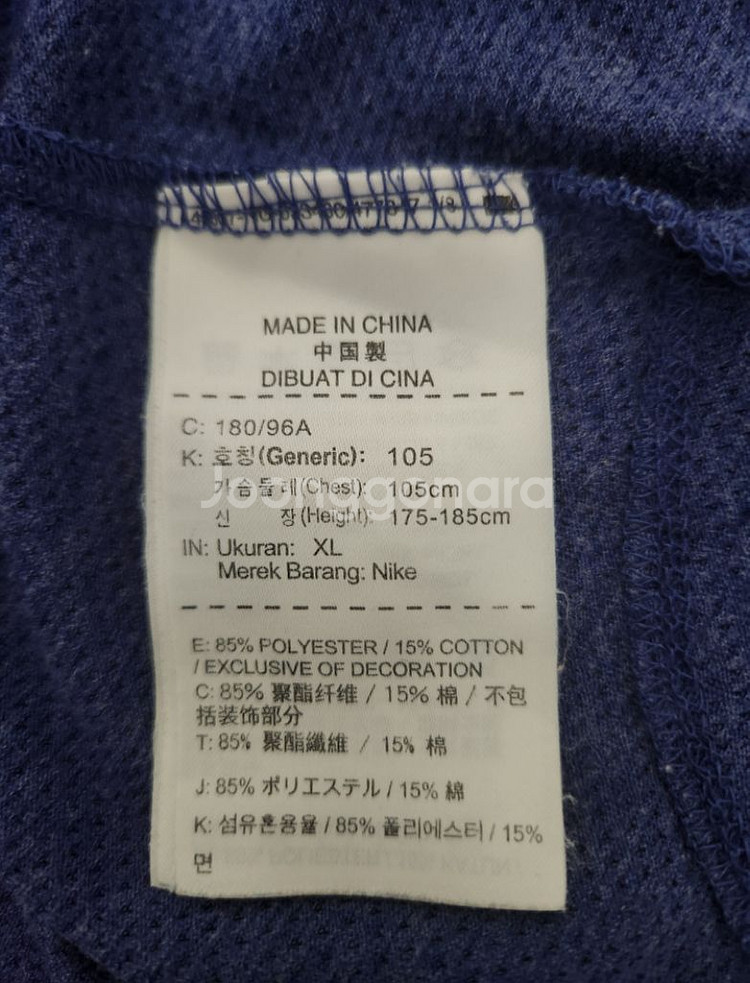 MADE IN CHINA
中国製
DIBUAT DI CINA
C: 180/96A
K: 호칭(Generic): 105
가슴둘레(Chest): 105cm
신 장(Height): 175-185cm
IN: Ukuran: XL
Merek Barang: Nike
E: 85% POLYESTER / 15% COTTON
/ EXCLUSIVE OF DECORATION
C: 85% 聚酯纤维 / 15% 棉 / 不包
括装饰部分
T: 85% 聚酯纖維 / 15% 棉
J: 85% ポリエステル / 15% 綿
K: 섬유혼용율 / 85% 폴리에스터 / 15%
면
Joonggonara